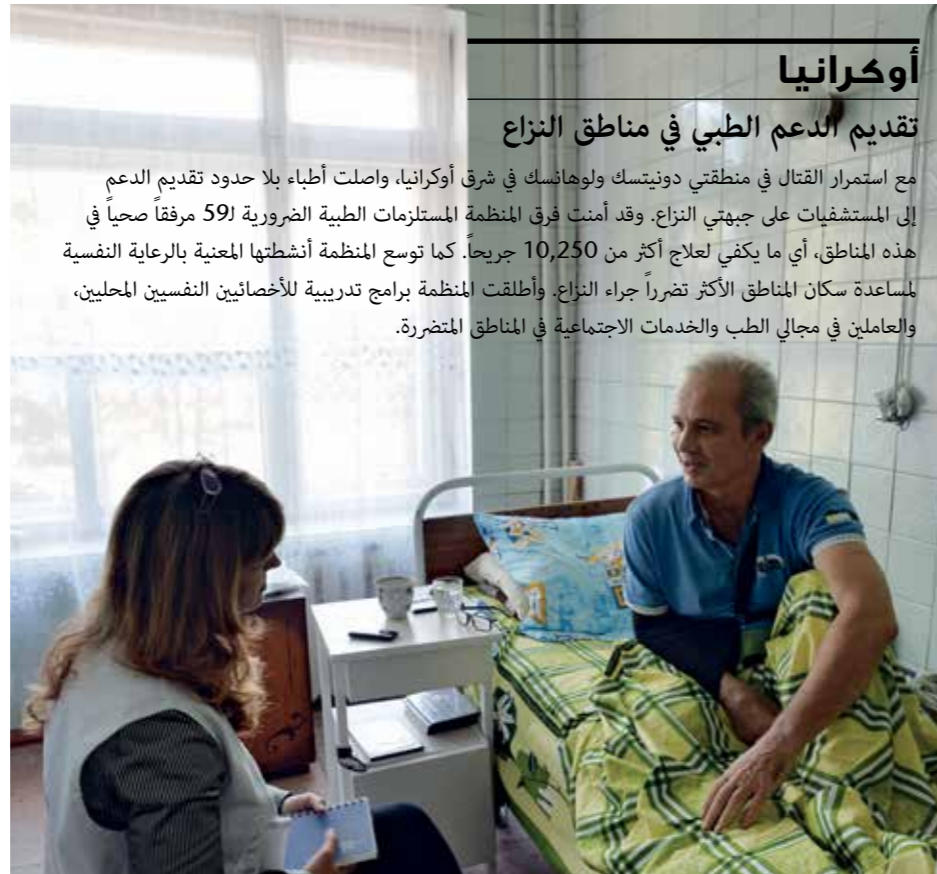 أوكرانيا
تقديم الدعم الطبي في مناطق النزاع
مع استمرار القتال في منطقتي دونيتسك ولوهانسك في شرق أوكرانيا، واصلت أطباء بلا حدود تقديم الدعم
إلى المستشفيات على جبهتي النزاع. وقد أمنت فرق المنظمة المستلزمات الطبية الضرورية لـ59 مرفقاً صحياً في
هذه المناطق، أي ما يكفي لعلاج أكثر من 10,250 جريحاً. كما توسع المنظمة أنشطتها المعنية بالرعاية النفسية
لمساعدة سكان المناطق الأكثر تضرراً جراء النزاع. وأطلقت المنظمة برامج تدريبية للأخصائيين النفسيين المحليين،
والعاملين في مجالي الطب والخدمات الاجتماعية في المناطق المتضررة.